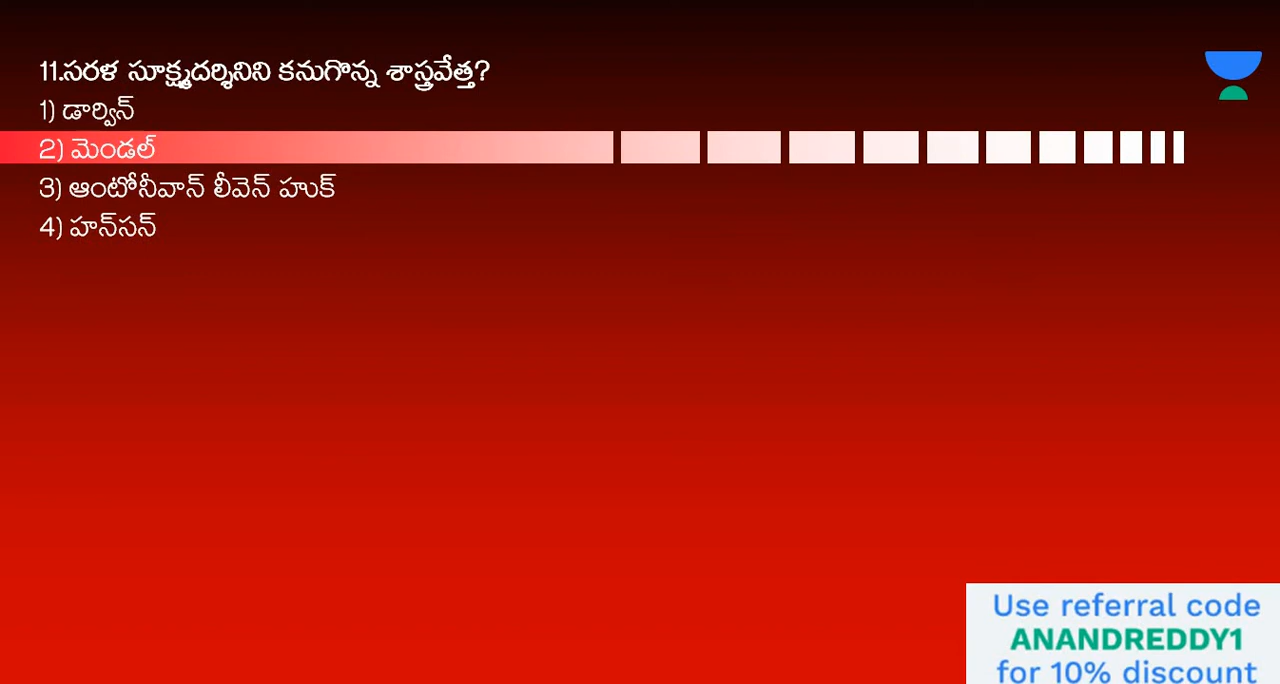 11.సరళ సూక్ష్మదర్శినిని కనుగొన్న శాస్త్రవేత్త?
1) డార్విన్
2) మెండల్
3) ఆంటోనీవాన్ లీవెన్ హుక్
4) హన్‌సన్
Use referral code
ANANDREDDY1
for 10% discount